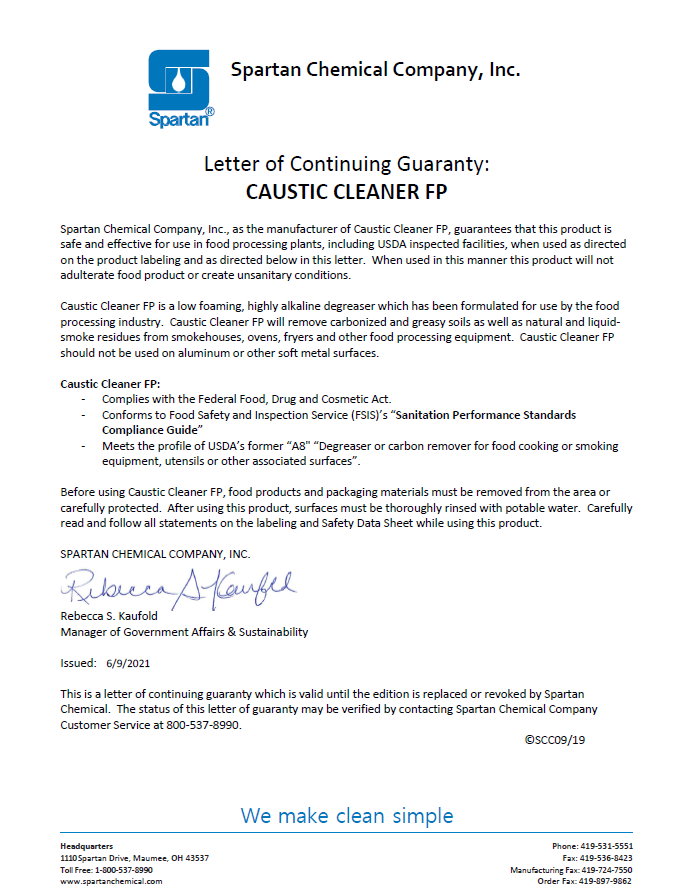 Spartan®
Spartan Chemical Company, Inc.
Letter of Continuing Guaranty:
CAUSTIC CLEANER FP
Spartan Chemical Company, Inc., as the manufacturer of Caustic Cleaner FP, guarantees that this product is
safe and effective for use in food processing plants, including USDA inspected facilities, when used as directed
on the product labeling and as directed below in this letter. When used in this manner this product will not
adulterate food product or create unsanitary conditions.
Caustic Cleaner FP is a low foaming, highly alkaline degreaser which has been formulated for use by the food
processing industry. Caustic Cleaner FP will remove carbonized and greasy soils as well as natural and liquid-
smoke residues from smokehouses, ovens, fryers and other food processing equipment. Caustic Cleaner FP
should not be used on aluminum or other soft metal surfaces.
Caustic Cleaner FP:
- Complies with the Federal Food, Drug and Cosmetic Act.
- Conforms to Food Safety and Inspection Service (FSIS)'s “Sanitation Performance Standards
Compliance Guide”
- Meets the profile of USDA's former “A8" “Degreaser or carbon remover for food cooking or smoking
equipment, utensils or other associated surfaces”.
Before using Caustic Cleaner FP, food products and packaging materials must be removed from the area or
carefully protected. After using this product, surfaces must be thoroughly rinsed with potable water. Carefully
read and follow all statements on the labeling and Safety Data Sheet while using this product.
SPARTAN CHEMICAL COMPANY, INC.
Rebecca S Kaufold
Rebecca S. Kaufold
Manager of Government Affairs & Sustainability
Issued: 6/9/2021
This is a letter of continuing guaranty which is valid until the edition is replaced or revoked by Spartan
Chemical. The status of this letter of guaranty may be verified by contacting Spartan Chemical Company
Customer Service at 800-537-8990.
©SCC09/19
We make clean simple
Headquarters Phone: 419-531-5551
1110 Spartan Drive, Maumee, OH 43537 Fax: 419-536-8423
Toll Free: 1-800-537-8990 Manufacturing Fax: 419-724-7550
www.spartanchemical.com Order Fax: 419-897-9862